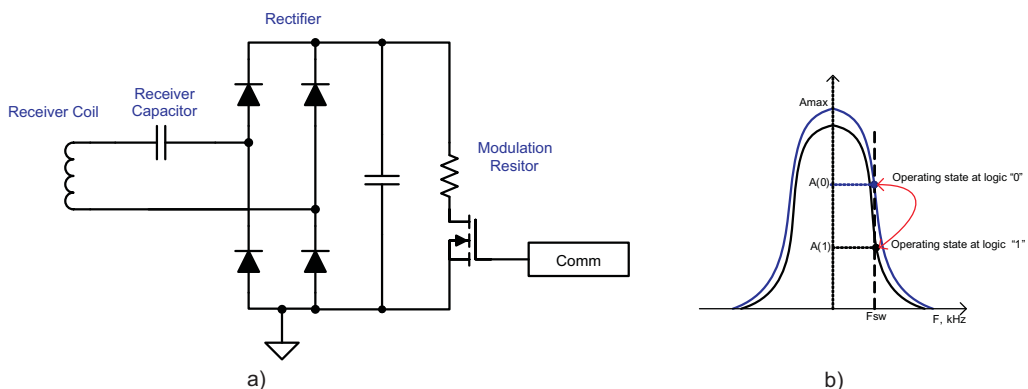 Rectifier
Receiver
Capacitor
Receiver Coil
Modulation
Resitor
Comm
a)
Amax
A(0)
Operating state at logic “0”
A(1)
Operating state at logic “1”
Fsw
F, kHz
b)